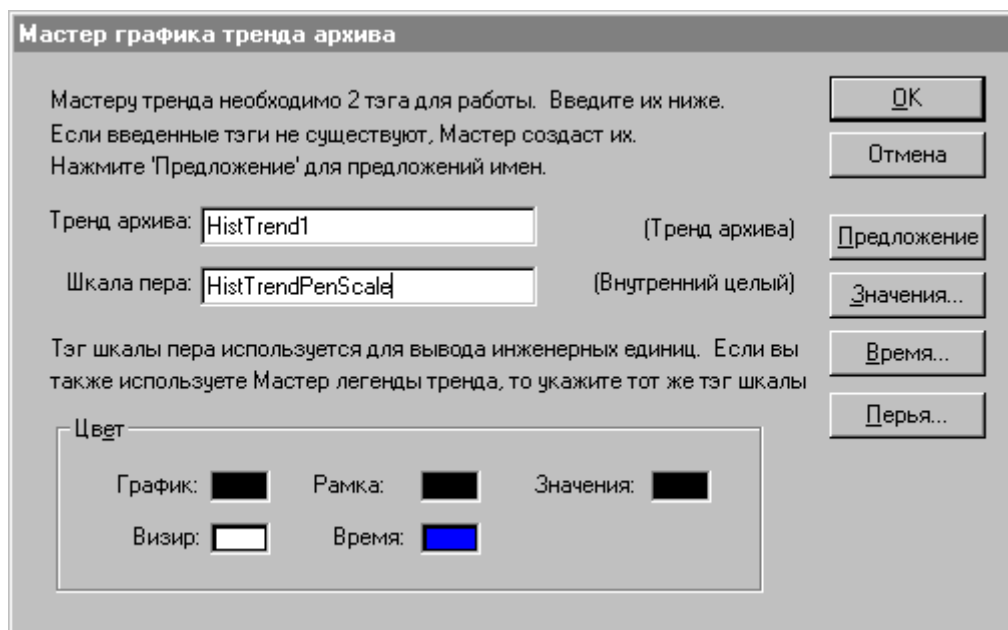 Мастер графика тренда архива
Мастеру тренда необходимо 2 тэга для работы. Введите их ниже.
Если введенные тэги не существуют, Мастер создаст их.
Нажмите 'Предложение' для предложений имен.
OK
Отмена
Тренд архива: HistTrend1 (Тренд архива)
Предложение
Шкала пера: HistTrendPenScale (Внутренний целый)
Значения...
Тэг шкалы пера используется для вывода инженерных единиц. Если вы
также используете Мастер легенды тренда, то укажите тот же тэг шкалы
Время...
Перья...
Цвет
График: Рамка: Значения:
Визир: Время: